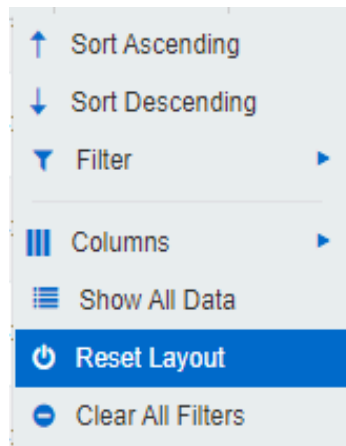 Sort Ascending
Sort Descending
Filter
Columns
Show All Data
Reset Layout
Clear All Filters